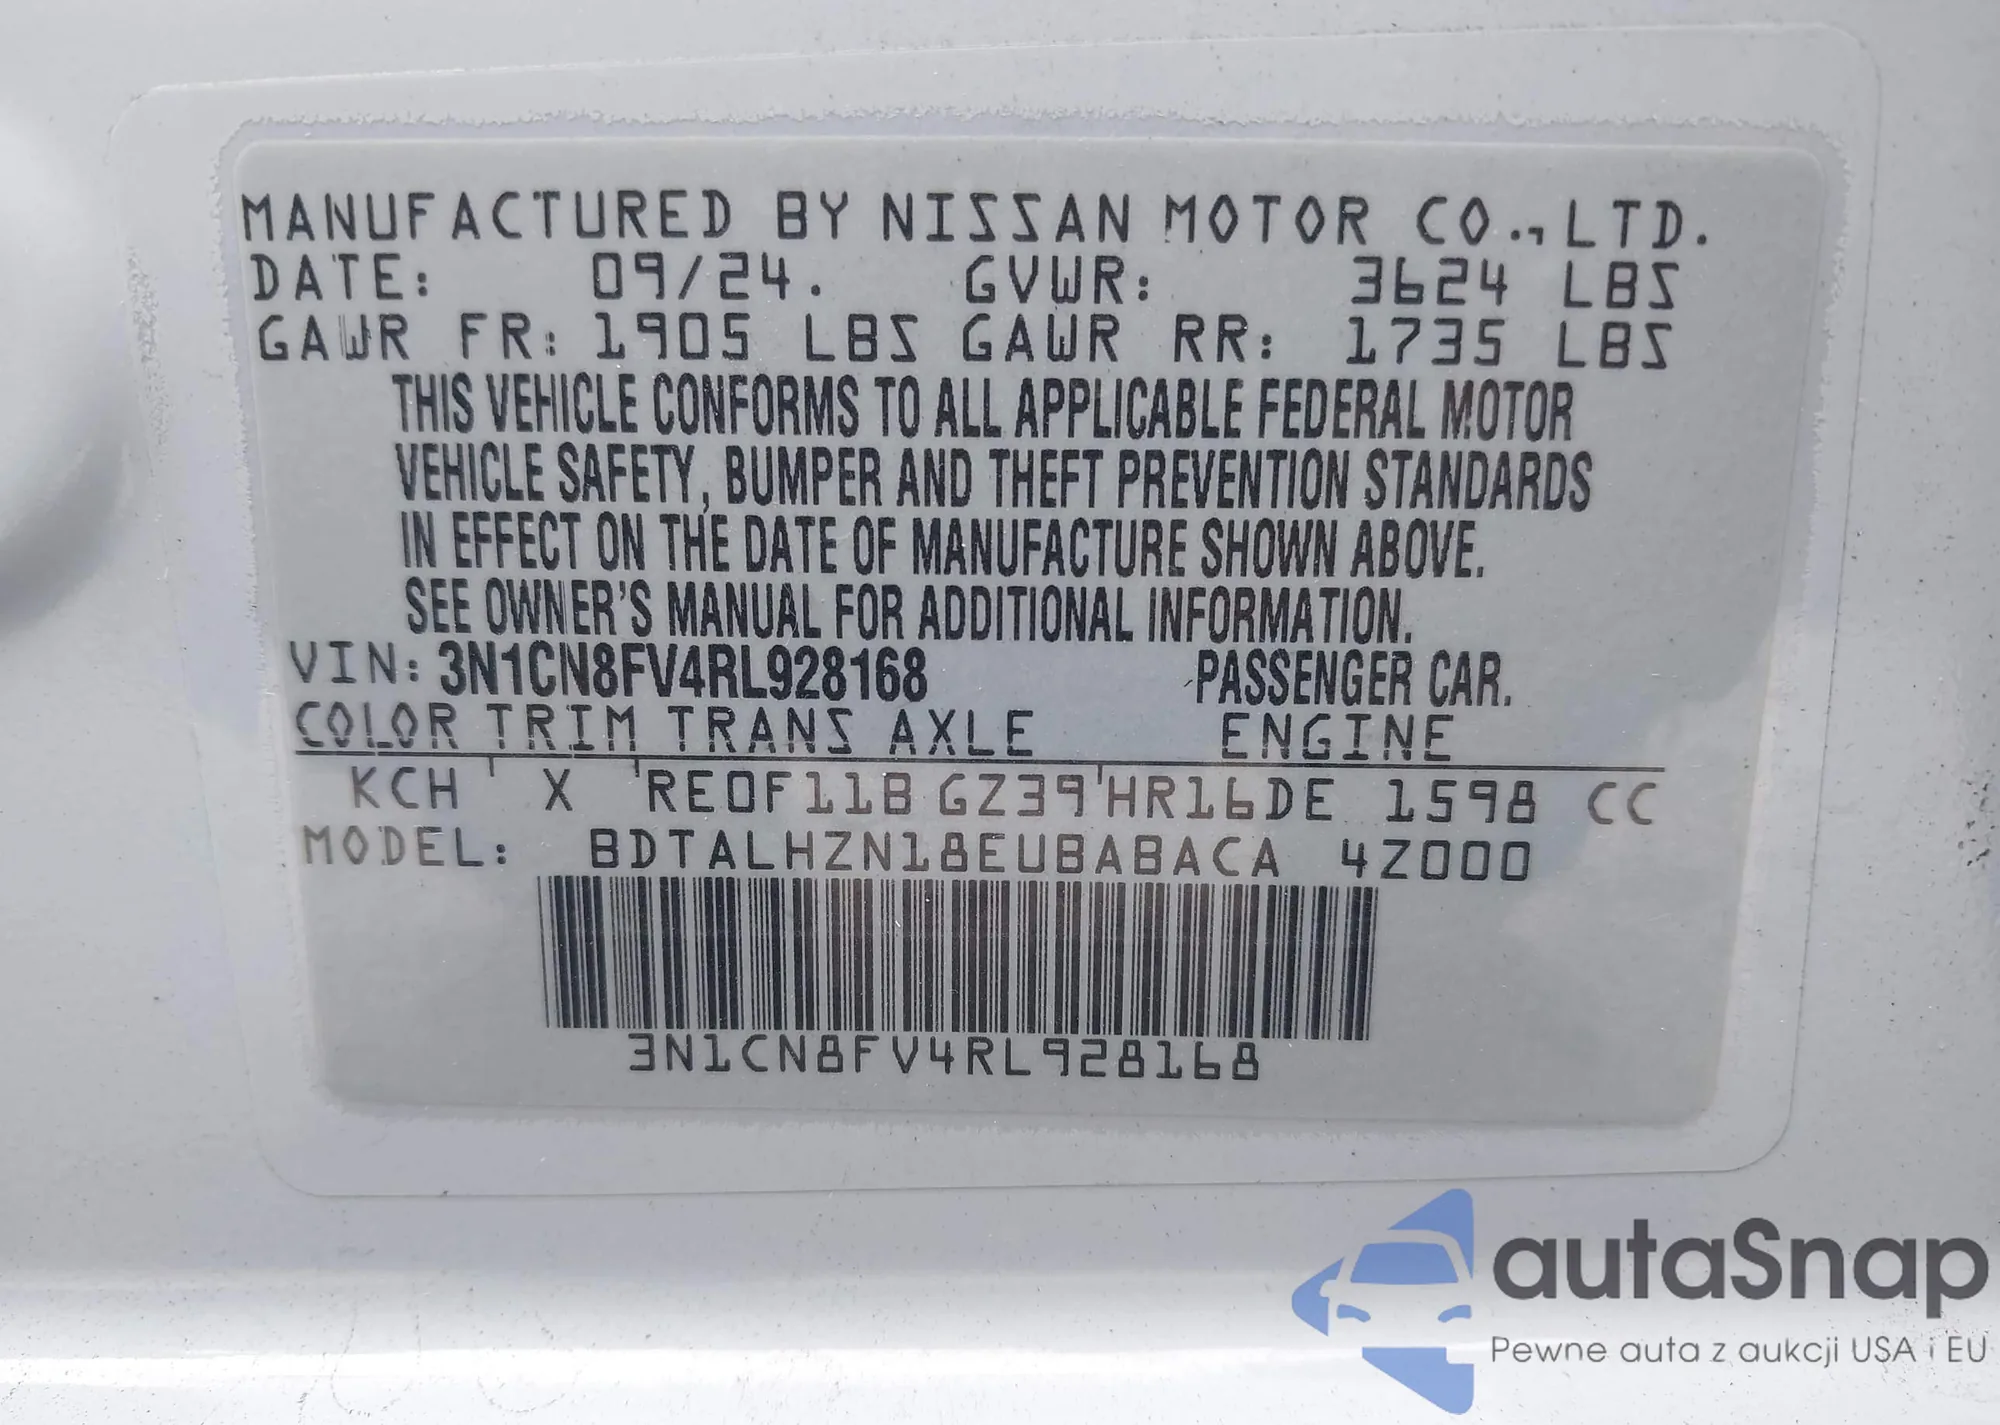 MANUFACTURED BY NISSAN MOTOR CO., LTD.
DATE: 09/24. GVWR: 3624 LBS
GAWR FR: 1905 LBS GAWR RR: 1735 LBS
THIS VEHICLE CONFORMS TO ALL APPLICABLE FEDERAL MOTOR
VEHICLE SAFETY, BUMPER AND THEFT PREVENTION STANDARDS
IN EFFECT ON THE DATE OF MANUFACTURE SHOWN ABOVE.
SEE OWNER'S MANUAL FOR ADDITIONAL INFORMATION.
VIN: 3N1CN8FV4RL928168 PASSENGER CAR.
COLOR TRIM TRANS AXLE ENGINE
KCH X RE0F11B GZ39 HR16DE 1598 CC
MODEL: BDTALHZN18EUBABACA 4Z000
3N1CN8FV4RL928168
autaSnap
Pewne auta z aukcji USA i EU